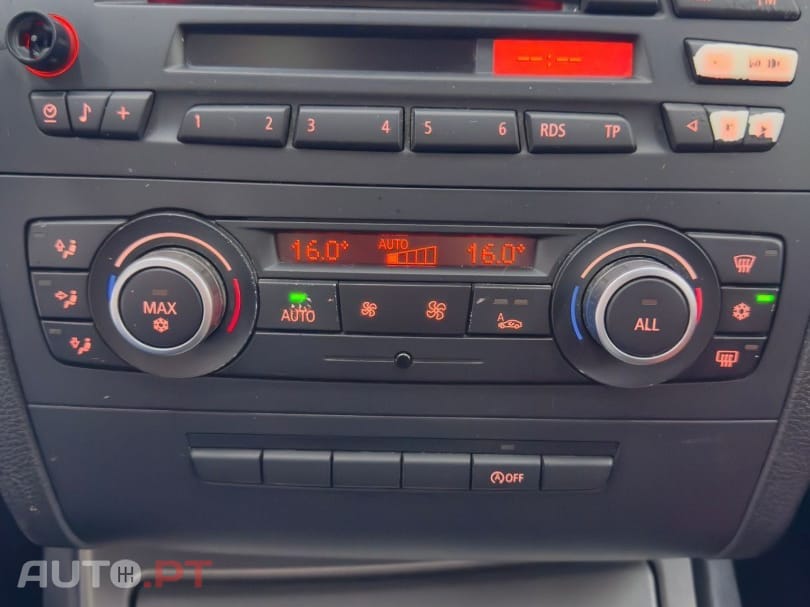 1 2 3 4 5 6 RDS TP
16.0° AUTO 16.0°
MAX AUTO A ALL
OFF
AUTO.PT